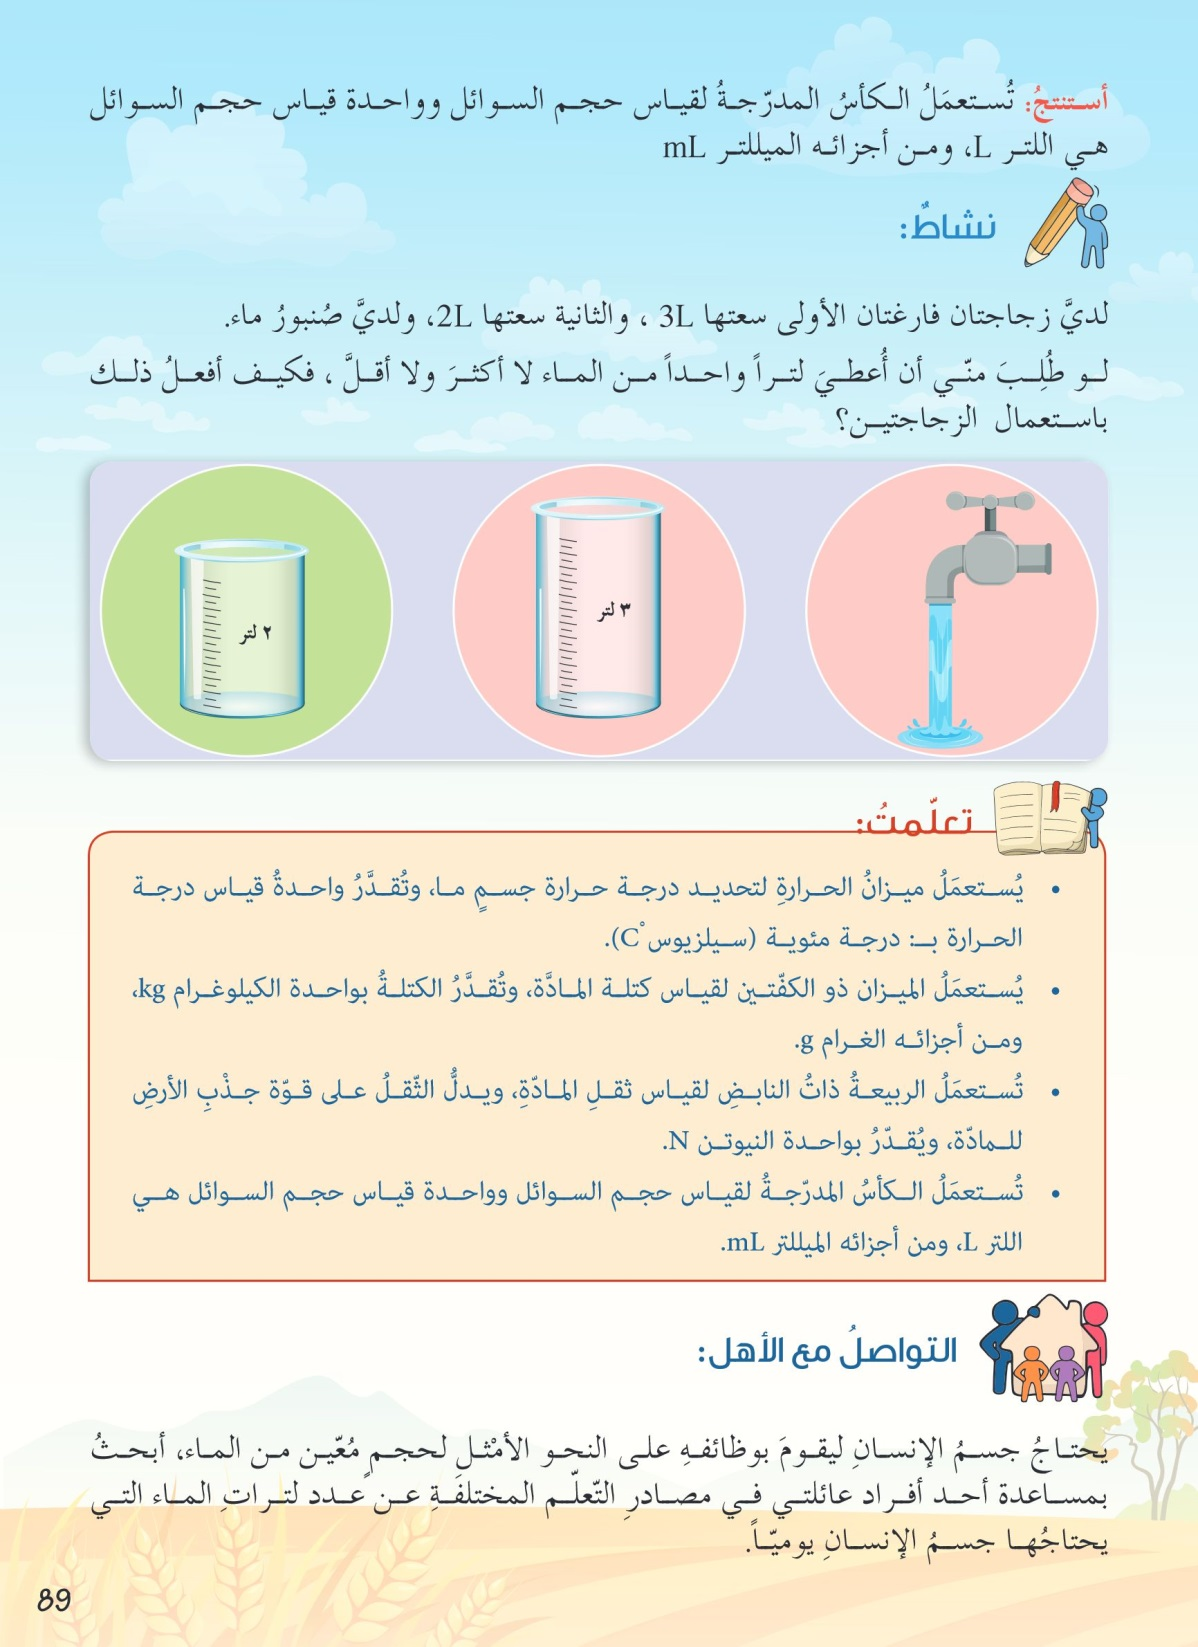 أستنتجُ: تُستعمَلُ الكأسُ المدرّجةُ لقياس حجم السوائل وواحدة قياس حجم السوائل
هي اللتر L، ومن أجزائه الميللتر mL
نشاطٌ:
لديَّ زجاجتان فارغتان الأولى سعتها 3L ، والثانية سعتها 2L، ولديَّ صُنبورُ ماء.
لو طُلِبَ منّي أن أُعطيَ لتراً واحداً من الماء لا أكثرَ ولا أقلَّ ، فكيف أفعلُ ذلك
باستعمال الزجاجتين؟
٣ لتر
٢ لتر
تعلّمتُ:
• يُستعمَلُ ميزانُ الحرارةِ لتحديد درجة حرارة جسمٍ ما، وتُقدَّرُ واحدةُ قياس درجة
الحرارة بـ: درجة مئوية (سيلزيوس °C).
• يُستعمَلُ الميزان ذو الكفّتين لقياس كتلة المادَّة، وتُقدَّرُ الكتلةُ بواحدة الكيلوغرام kg،
ومن أجزائه الغرام g.
• تُستعمَلُ الربيعةُ ذاتُ النابضِ لقياس ثقلِ المادّةِ، ويدلُّ الثّقلُ على قوّة جذْبِ الأرضِ
للمادّة، ويُقدّرُ بواحدة النيوتن N.
• تُستعمَلُ الكأسُ المدرّجةُ لقياس حجم السوائل وواحدة قياس حجم السوائل هي
اللتر L، ومن أجزائه الميللتر mL.
التواصلُ مع الأهل:
يحتاجُ جسمُ الإنسانِ ليقومَ بوظائفهِ على النحو الأمْثلِ لحجمٍ مُعّين من الماء، أبحثُ
بمساعدة أحد أفراد عائلتي في مصادرِ التّعلّم المختلفَةِ عن عدد لتراتِ الماء التي
يحتاجُها جسمُ الإنسانِ يوميّاً.
89